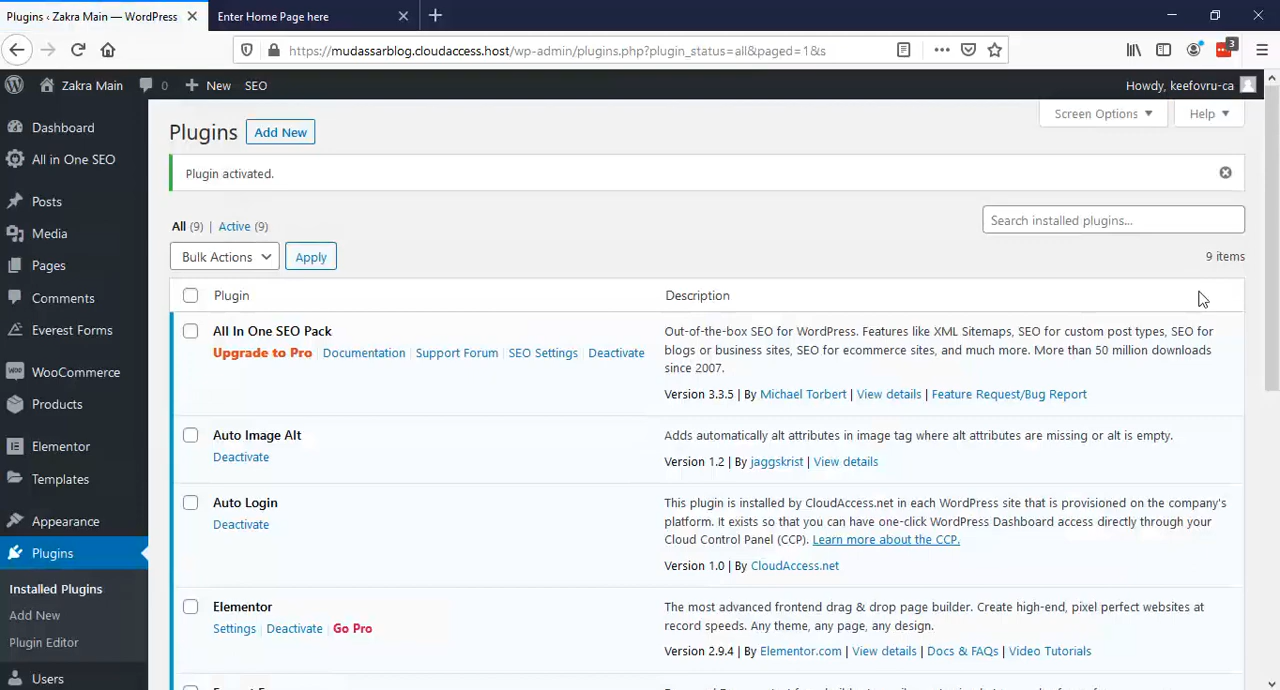 Plugins ‹ Zakra Main — WordPress
Enter Home Page here
https://mudassarblog.cloudaccess.host/wp-admin/plugins.php?plugin_status=all&paged=1&s
3
Zakra Main
0
New
SEO
Howdy, keefovru-ca
Dashboard
All in One SEO
Posts
Media
Pages
Comments
Everest Forms
WooCommerce
Products
Elementor
Templates
Appearance
Plugins
Installed Plugins
Add New
Plugin Editor
Users
Screen Options
Help
Plugins
Add New
Plugin activated.
All (9) | Active (9)
Search installed plugins...
Bulk Actions
Apply
9 items
Plugin
Description
All In One SEO Pack
Upgrade to Pro | Documentation | Support Forum | SEO Settings | Deactivate
Out-of-the-box SEO for WordPress. Features like XML Sitemaps, SEO for custom post types, SEO for
blogs or business sites, SEO for ecommerce sites, and much more. More than 50 million downloads
since 2007.
Version 3.3.5 | By Michael Torbert | View details | Feature Request/Bug Report
Auto Image Alt
Deactivate
Adds automatically alt attributes in image tag where alt attributes are missing or alt is empty.
Version 1.2 | By jaggskrist | View details
Auto Login
Deactivate
This plugin is installed by CloudAccess.net in each WordPress site that is provisioned on the company's
platform. It exists so that you can have one-click WordPress Dashboard access directly through your
Cloud Control Panel (CCP). Learn more about the CCP.
Version 1.0 | By CloudAccess.net
Elementor
Settings | Deactivate | Go Pro
The most advanced frontend drag & drop page builder. Create high-end, pixel perfect websites at
record speeds. Any theme, any page, any design.
Version 2.9.4 | By Elementor.com | View details | Docs & FAQs | Video Tutorials